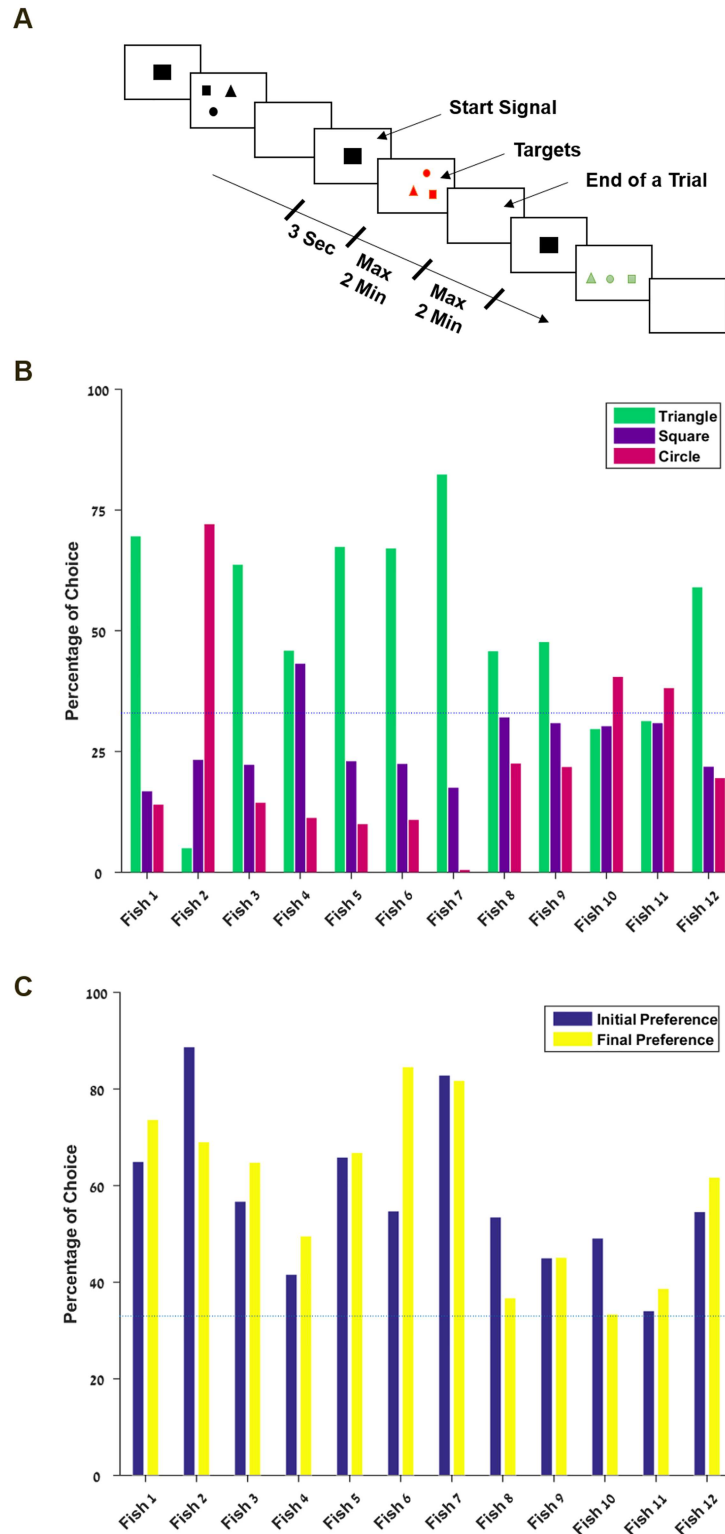 A
Start Signal
Targets
End of a Trial
3 Sec
Max
2 Min
Max
2 Min
B
100
75
50
25
0
Percentage of Choice
Triangle
Square
Circle
Fish 1
Fish 2
Fish 3
Fish 4
Fish 5
Fish 6
Fish 7
Fish 8
Fish 9
Fish 10
Fish 11
Fish 12
C
100
80
60
40
20
0
Percentage of Choice
Initial Preference
Final Preference
Fish 1
Fish 2
Fish 3
Fish 4
Fish 5
Fish 6
Fish 7
Fish 8
Fish 9
Fish 10
Fish 11
Fish 12